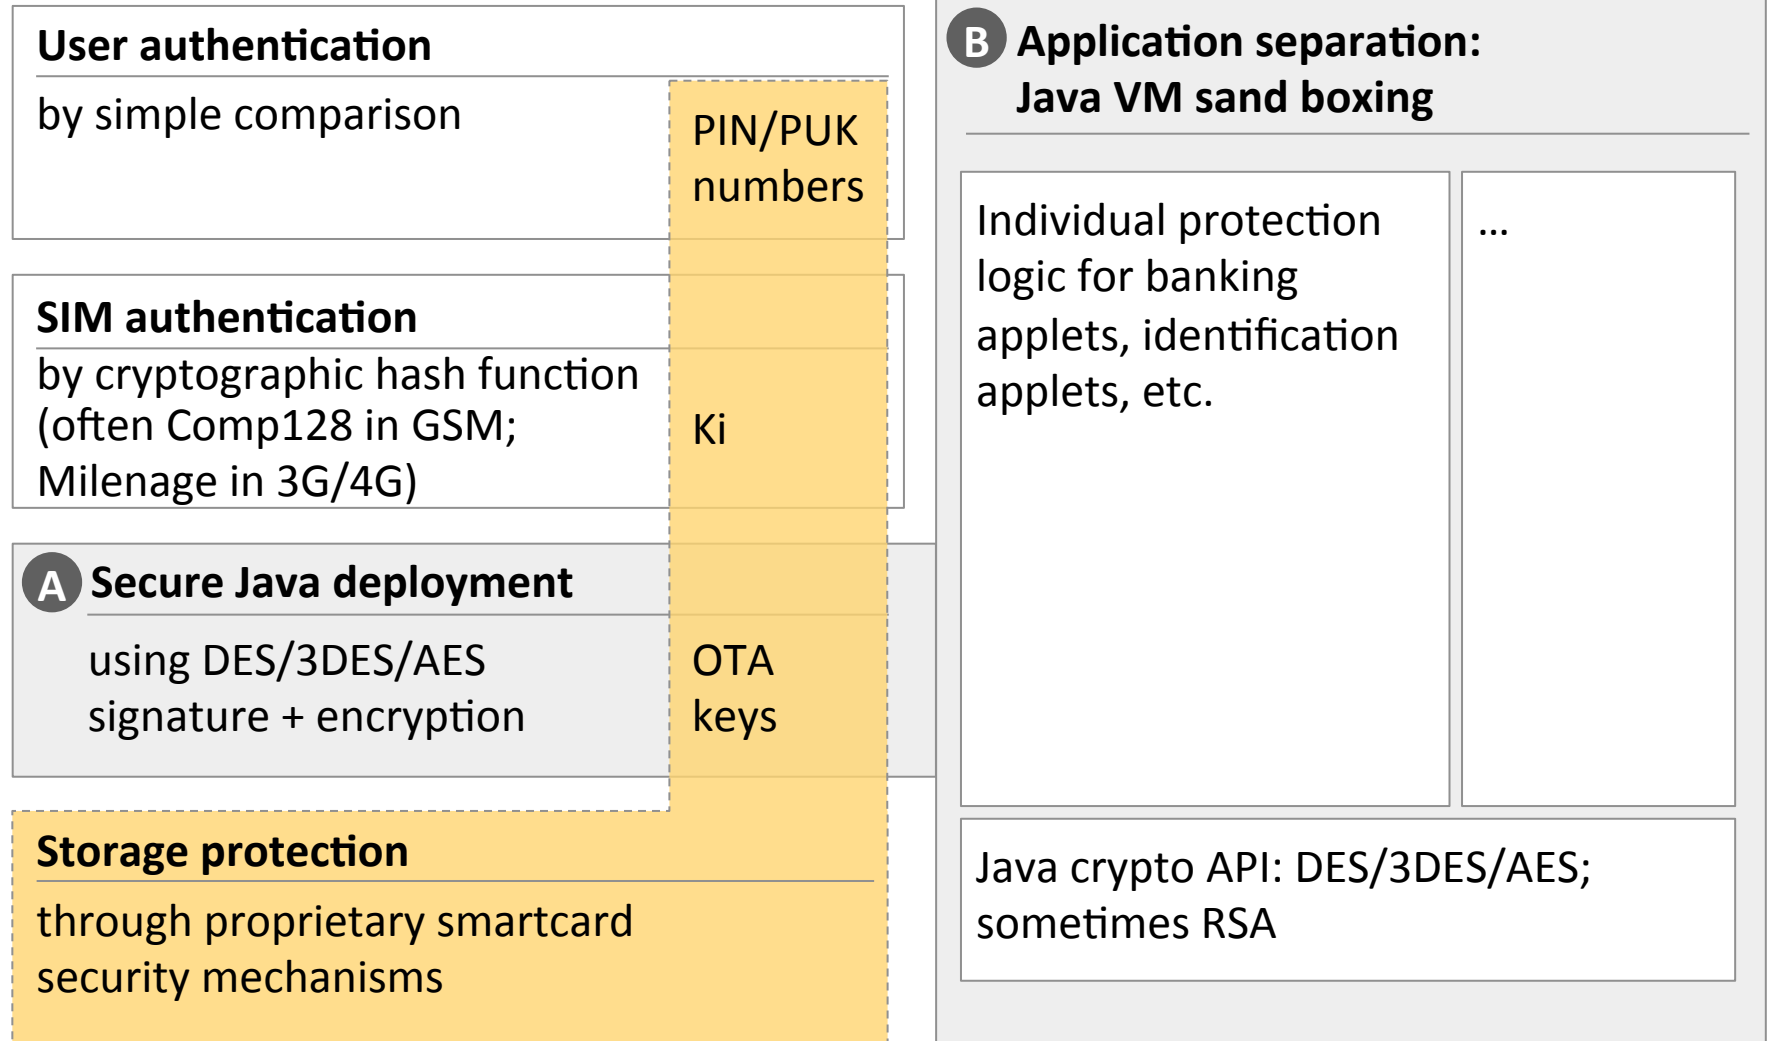 User authentication
by simple comparison
PIN/PUK
numbers
SIM authentication
by cryptographic hash function
(often Comp128 in GSM;
Milenage in 3G/4G)
Ki
A Secure Java deployment
using DES/3DES/AES
signature + encryption
OTA
keys
Storage protection
through proprietary smartcard
security mechanisms
B Application separation:
Java VM sand boxing
Individual protection
logic for banking
applets, identification
applets, etc.
...
Java crypto API: DES/3DES/AES;
sometimes RSA